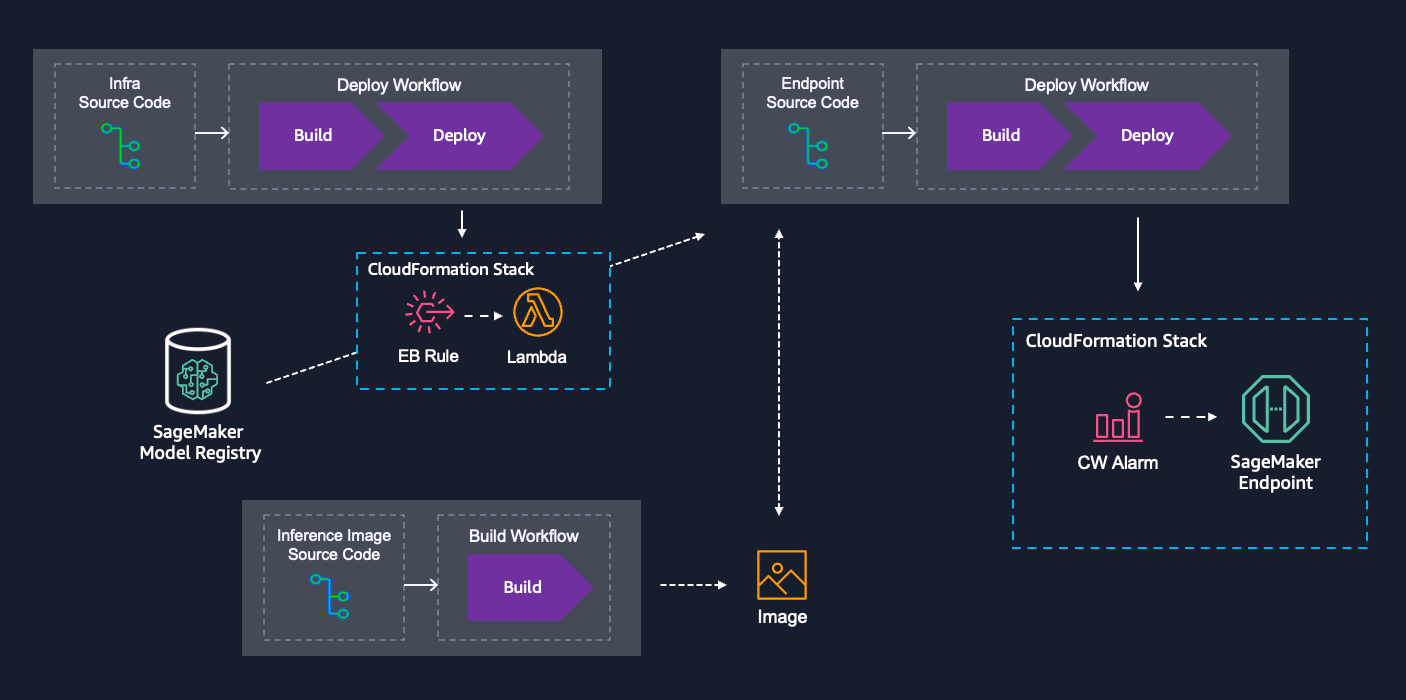 Infra
Source Code
Deploy Workflow
Build
Deploy
Endpoint
Source Code
Deploy Workflow
Build
Deploy
CloudFormation Stack
EB Rule
Lambda
SageMaker
Model Registry
CloudFormation Stack
CW Alarm
SageMaker
Endpoint
Inference Image
Source Code
Build Workflow
Build
Image